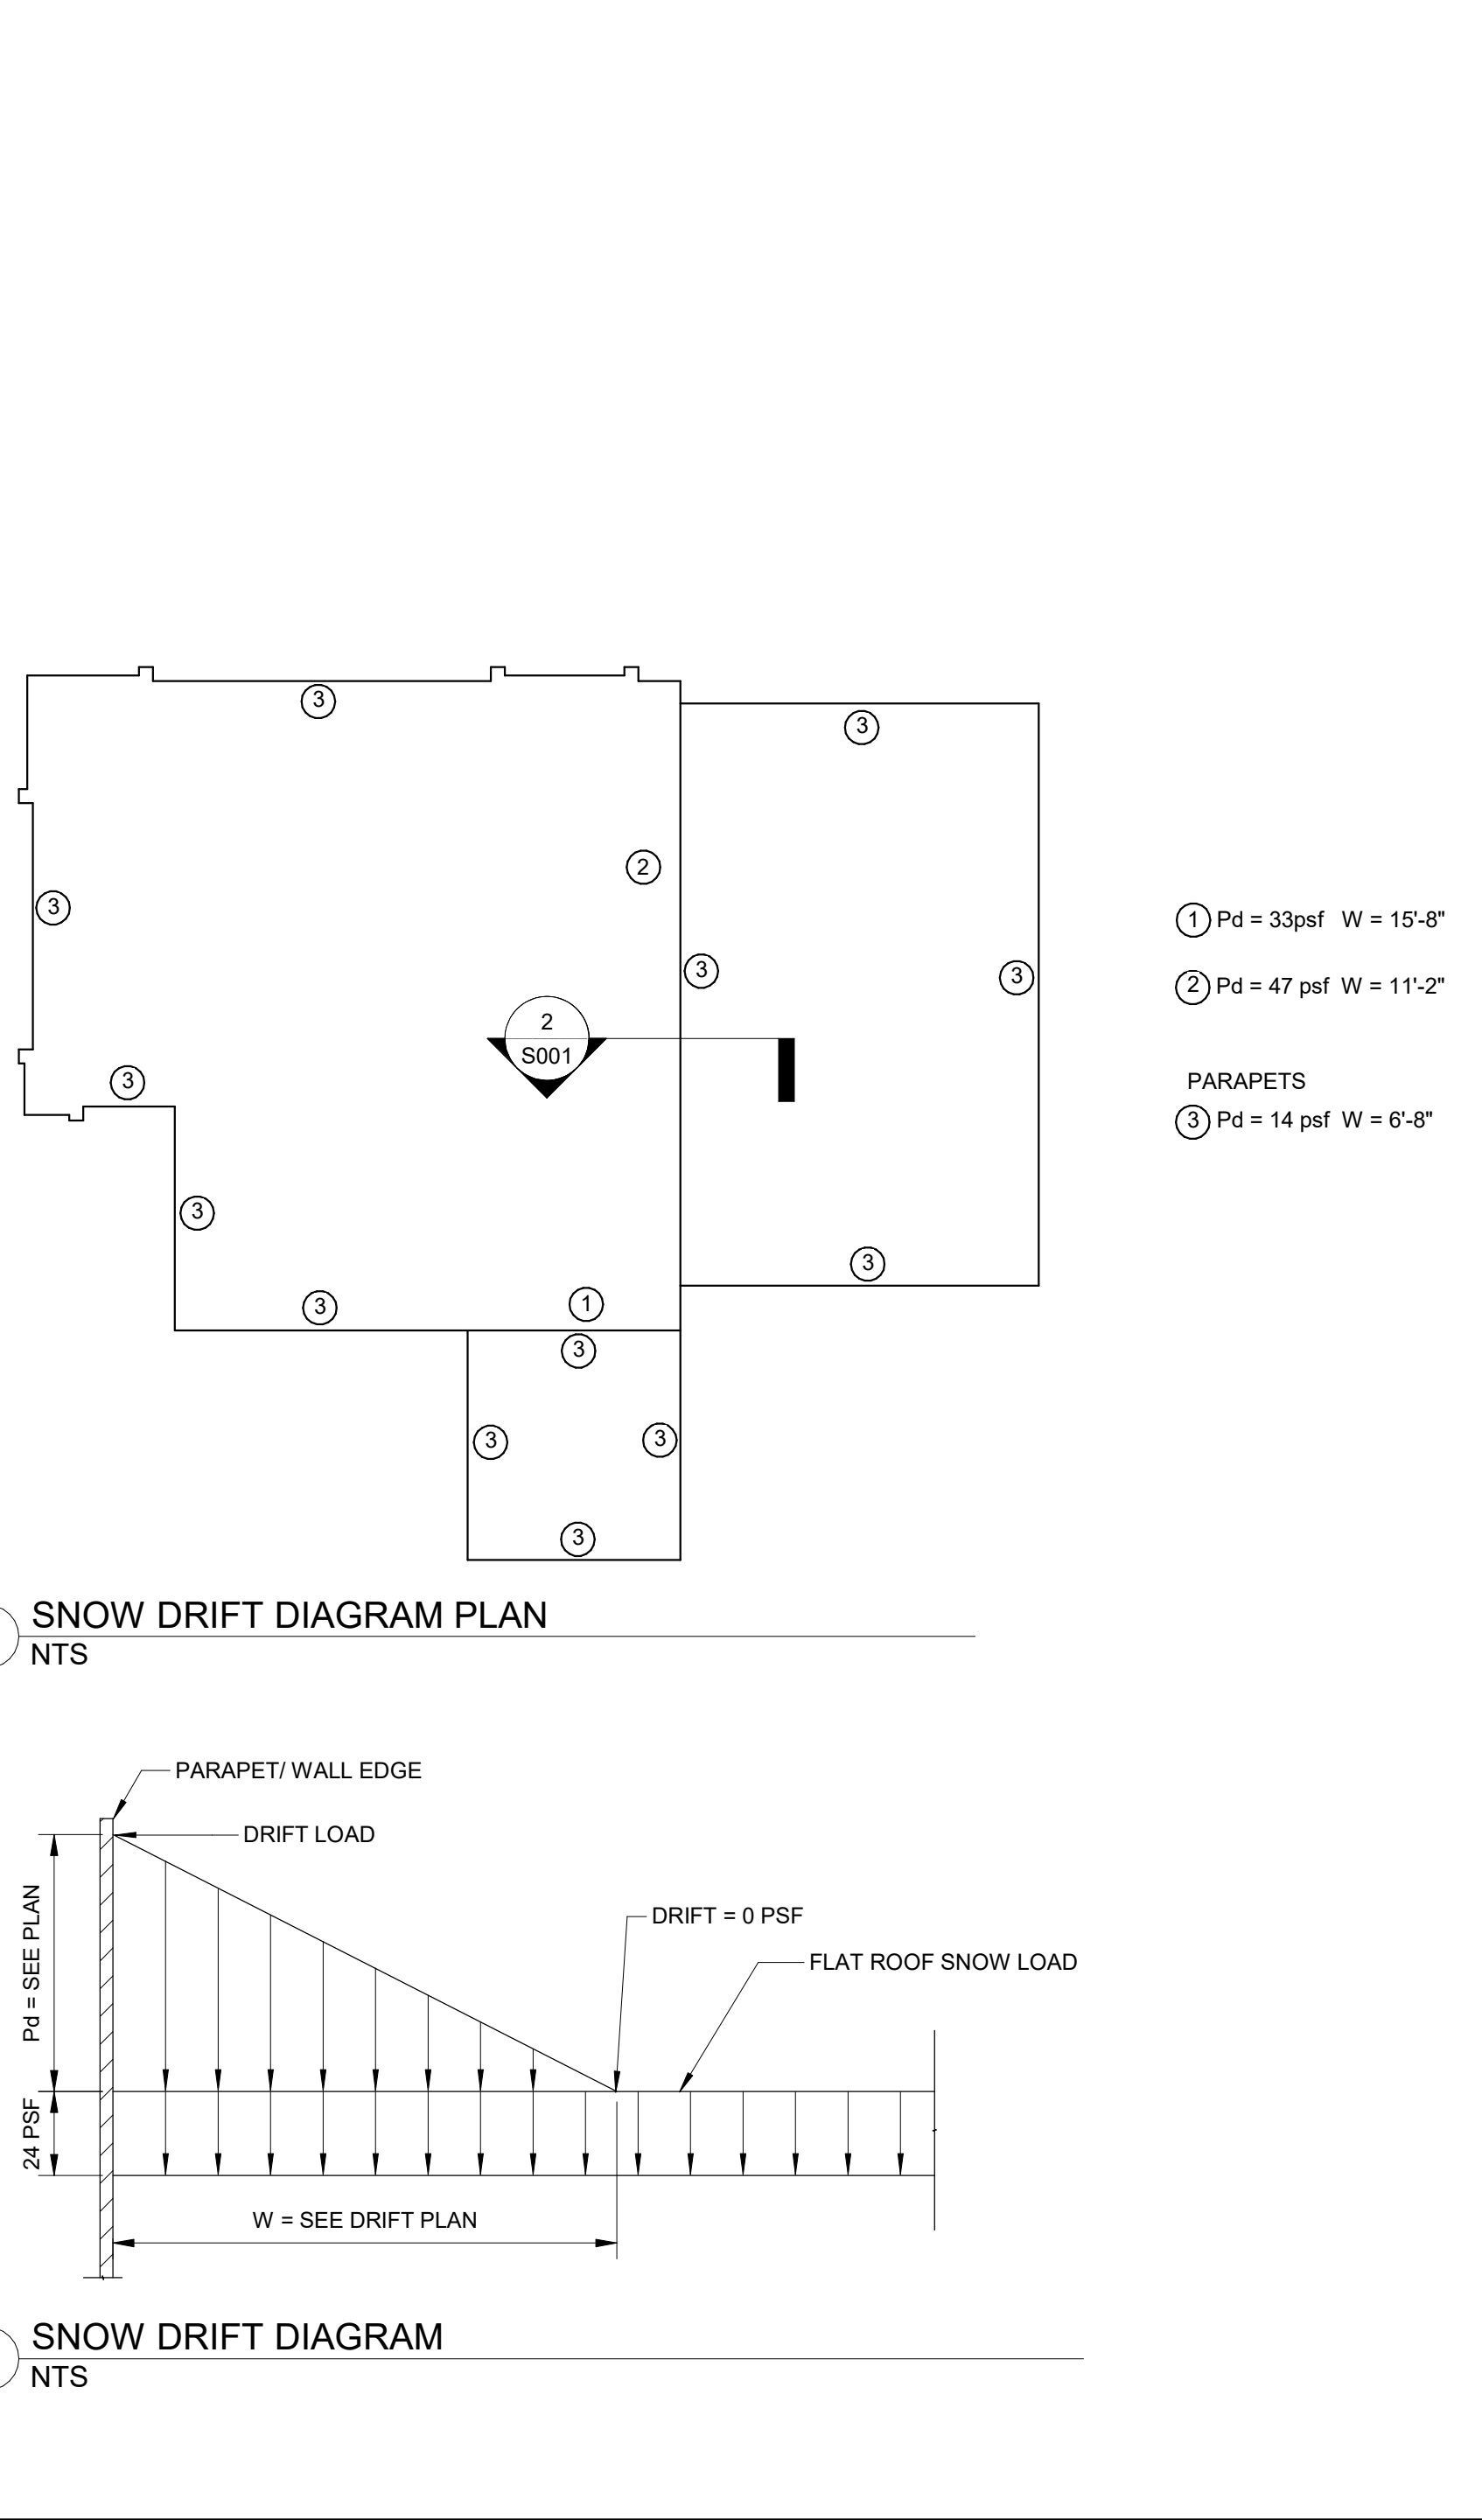 3
3
2
1 Pd = 33psf W = 15'-8"
3
3
3
2 Pd = 47 psf W = 11'-2"
2
S001
3
PARAPETS
3 Pd = 14 psf W = 6'-8"
3
3
3
1
3
3
3
3
SNOW DRIFT DIAGRAM PLAN
NTS
PARAPET/ WALL EDGE
DRIFT LOAD
Pd = SEE PLAN
DRIFT = 0 PSF
FLAT ROOF SNOW LOAD
24 PSF
W = SEE DRIFT PLAN
SNOW DRIFT DIAGRAM
NTS